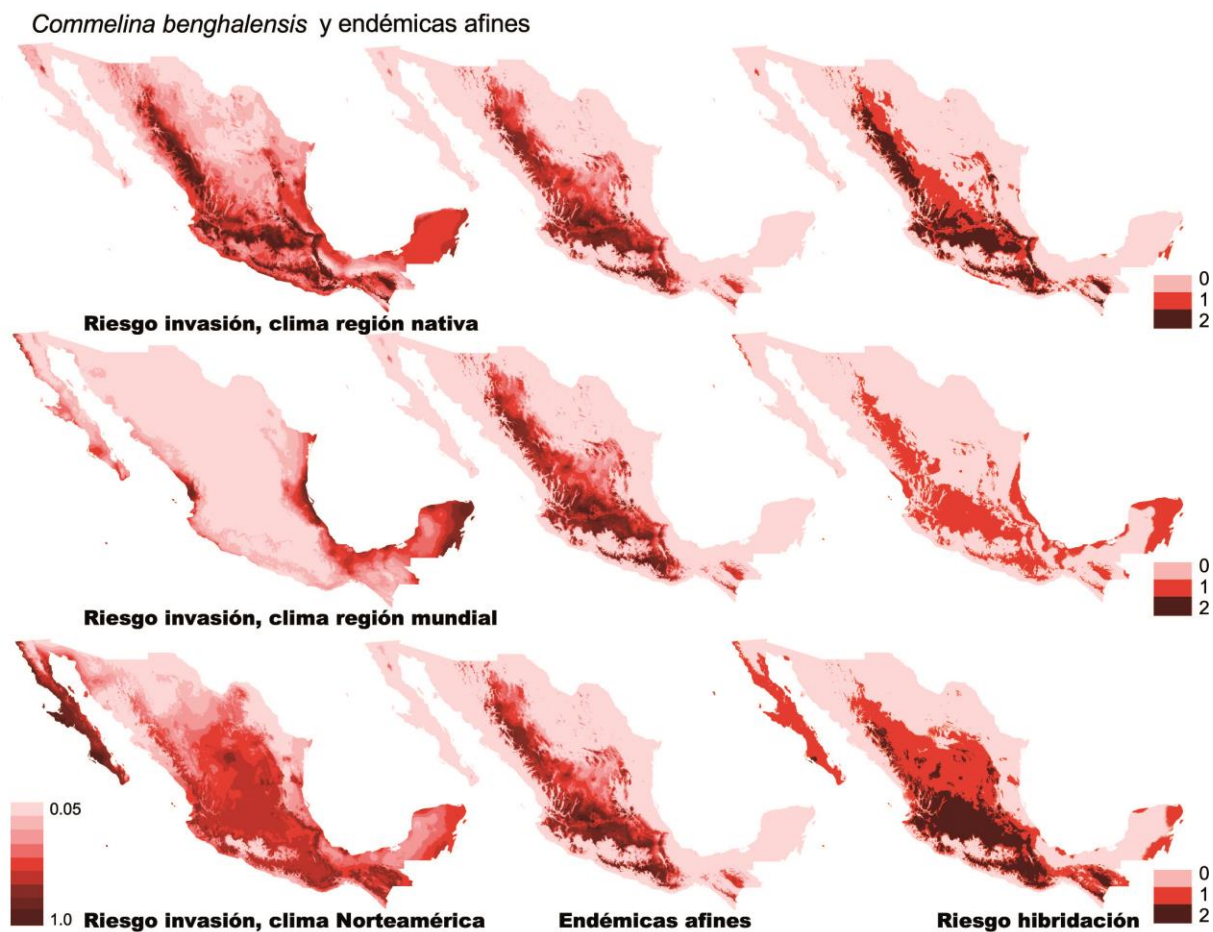 Commelina benghalensis y endémicas afines
0
1
2
Riesgo invasión, clima región nativa
0
1
2
Riesgo invasión, clima región mundial
0.05
1.0
Riesgo invasión, clima Norteamérica
Endémicas afines
Riesgo hibridación
0
1
2